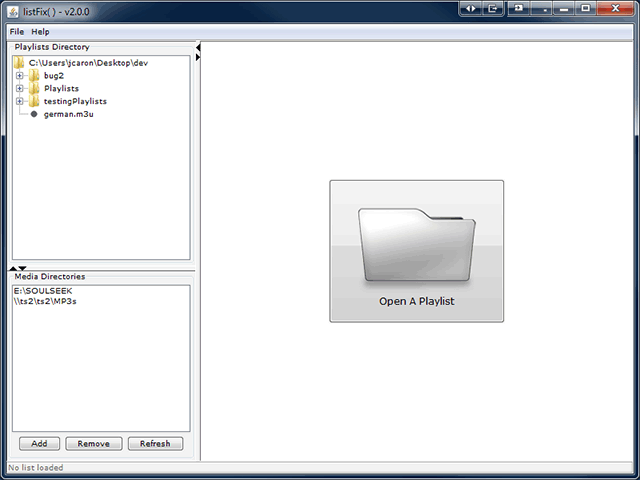 listFix( ) - v2.0.0
File Help
Playlists Directory
C:\Users\jcaron\Desktop\dev
bug2
Playlists
testingPlaylists
german.m3u
Open A Playlist
Media Directories
E:\SOULSEEK
\\ts2\ts2\MP3s
Add Remove Refresh
No list loaded